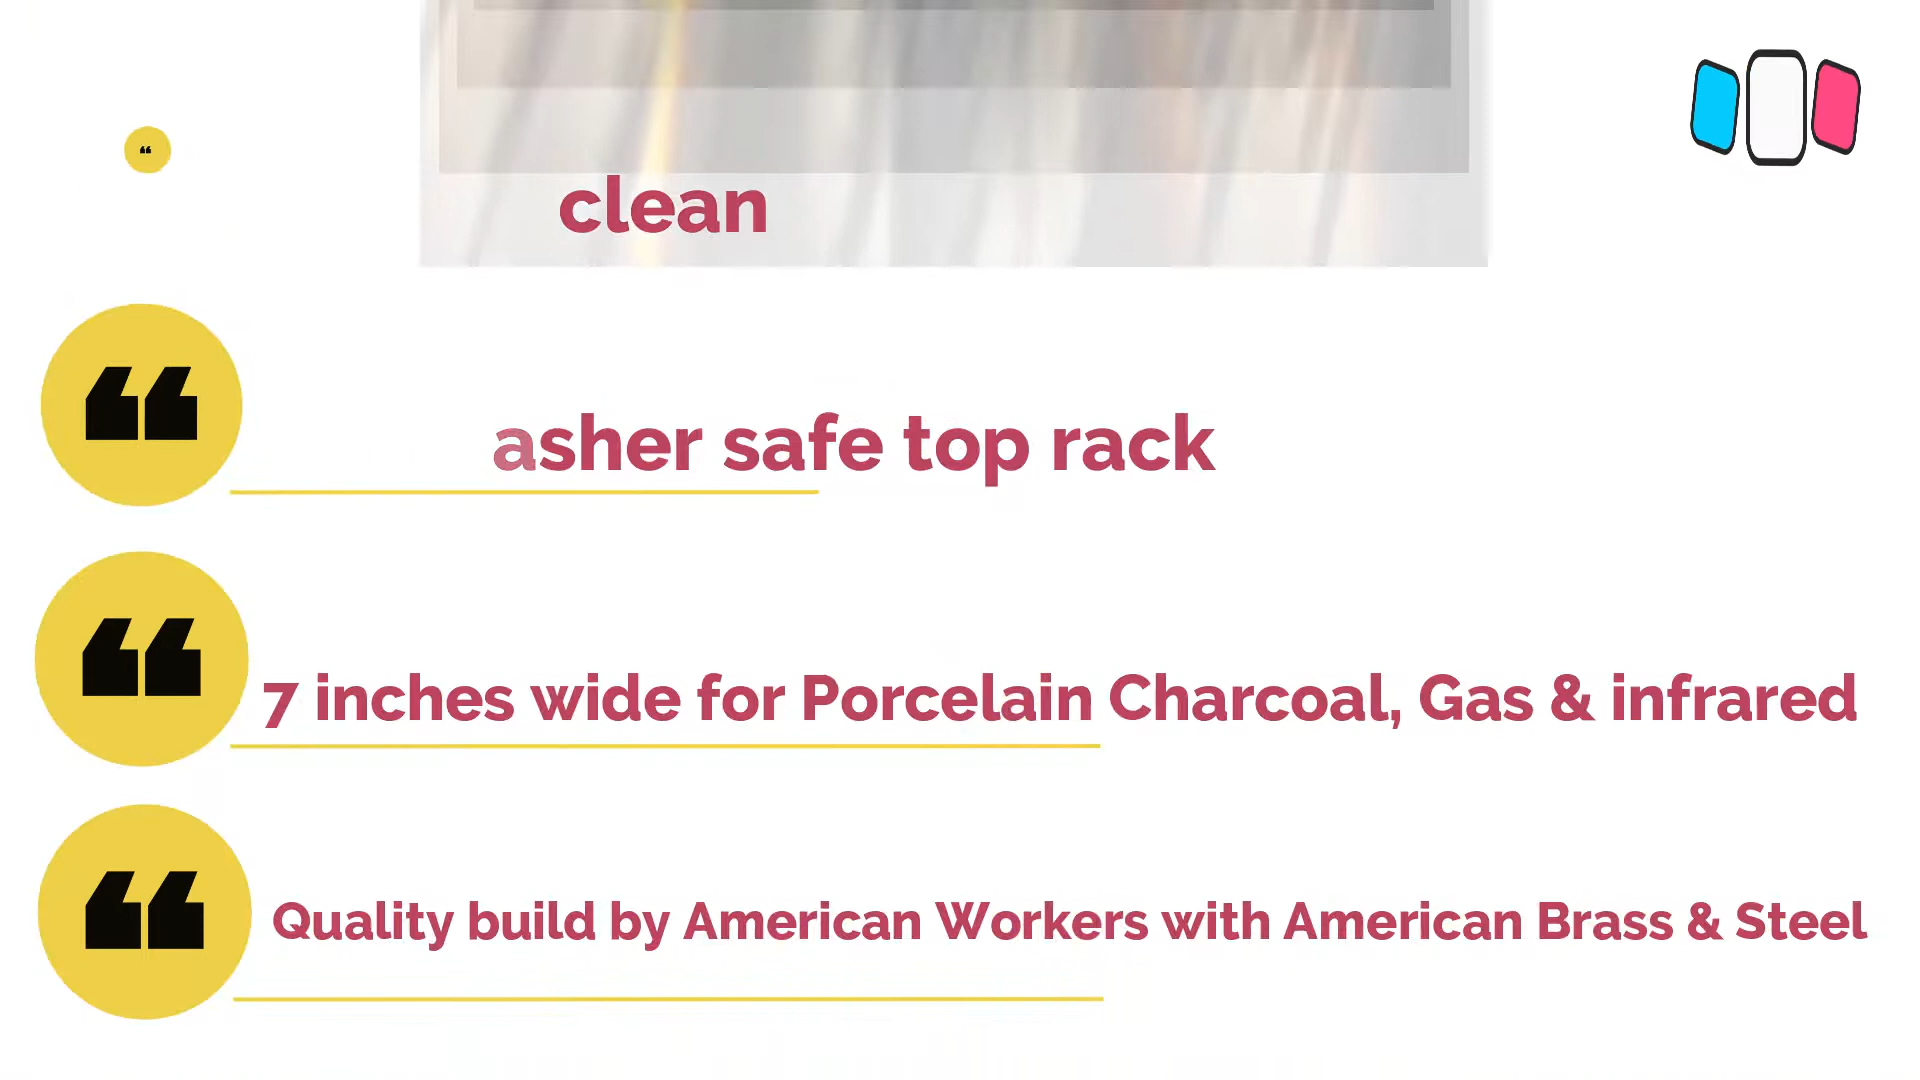 clean
asher safe top rack
7 inches wide for Porcelain Charcoal, Gas & infrared
Quality build by American Workers with American Brass & Steel